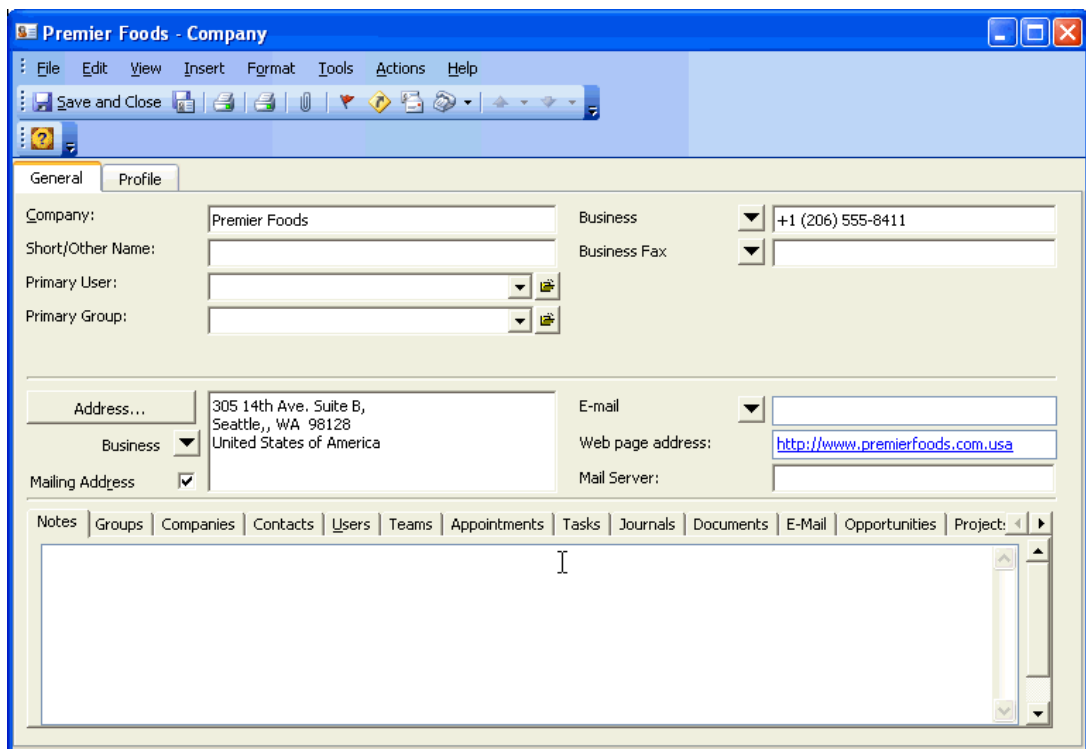 Premier Foods - Company
File Edit View Insert Format Tools Actions Help
Save and Close
General Profile
Company: Premier Foods Business +1 (206) 555-8411
Short/Other Name: Business Fax
Primary User:
Primary Group:
Address... 305 14th Ave. Suite B, E-mail
Seattle,, WA 98128
Business United States of America Web page address: http://www.premierfoods.com.usa
Mailing Address Mail Server:
Notes Groups Companies Contacts Users Teams Appointments Tasks Journals Documents E-Mail Opportunities Project: